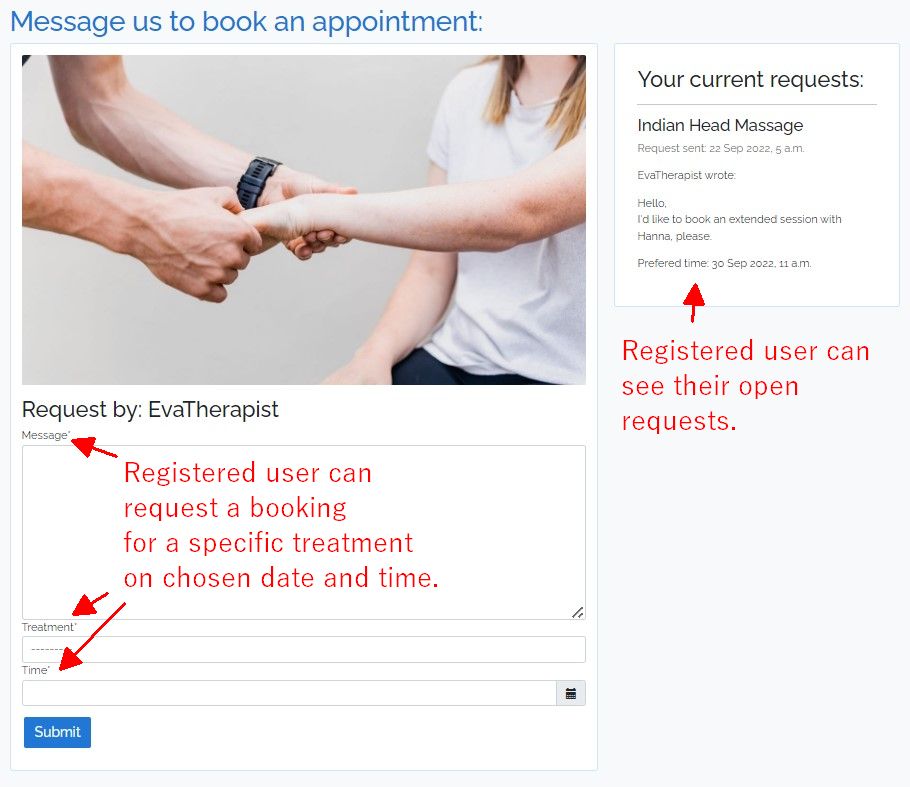 Message us to book an appointment:
Request by: EvaTherapist
Message*
Registered user can
request a booking
for a specific treatment
on chosen date and time.
Treatment*
---------
Time*
Submit
Your current requests:
Indian Head Massage
Request sent: 22 Sep 2022, 5 a.m.
EvaTherapist wrote:
Hello,
I'd like to book an extended session with
Hanna, please.
Prefered time: 30 Sep 2022, 11 a.m.
Registered user can
see their open
requests.